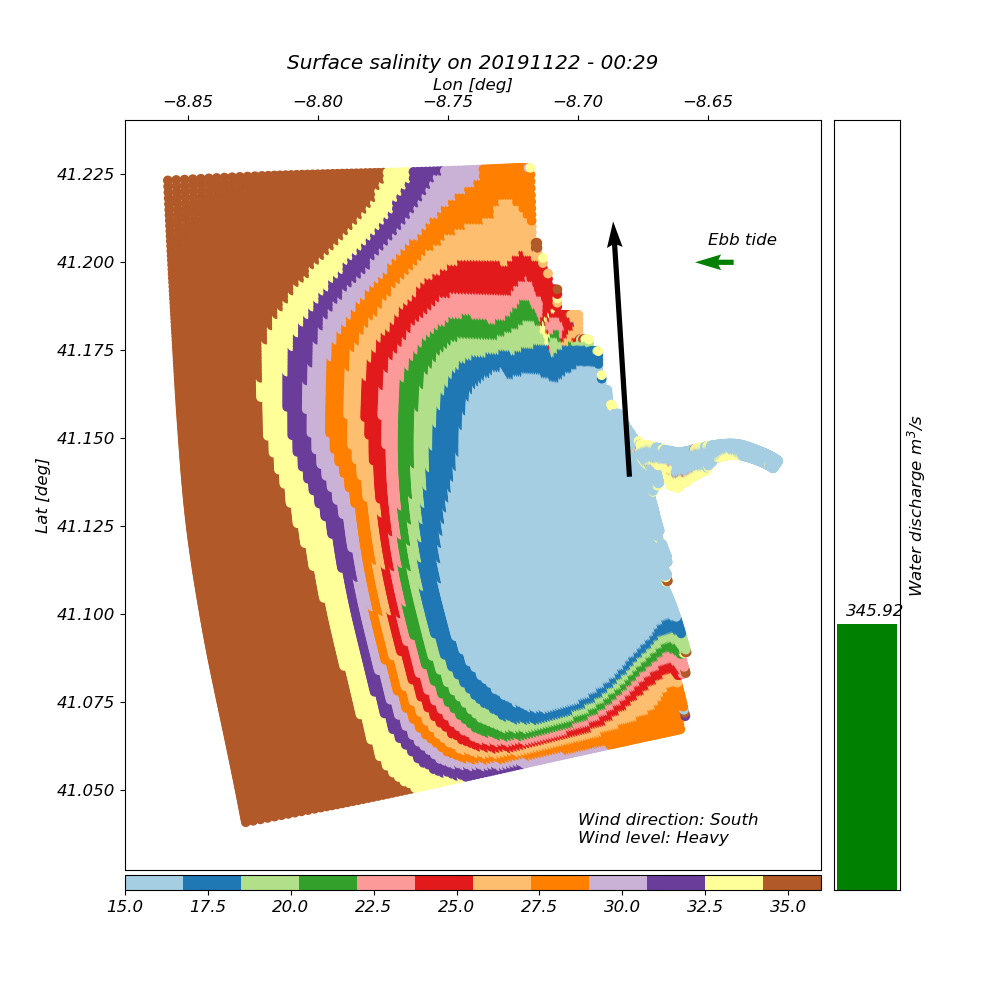 Surface salinity on 20191122 - 00:29
Lon [deg]
−8.85 −8.80 −8.75 −8.70 −8.65
41.225
41.200
41.175
41.150
41.125
41.100
41.075
41.050
Lat [deg]
Ebb tide
Wind direction: South
Wind level: Heavy
15.0 17.5 20.0 22.5 25.0 27.5 30.0 32.5 35.0
345.92
Water discharge m³/s